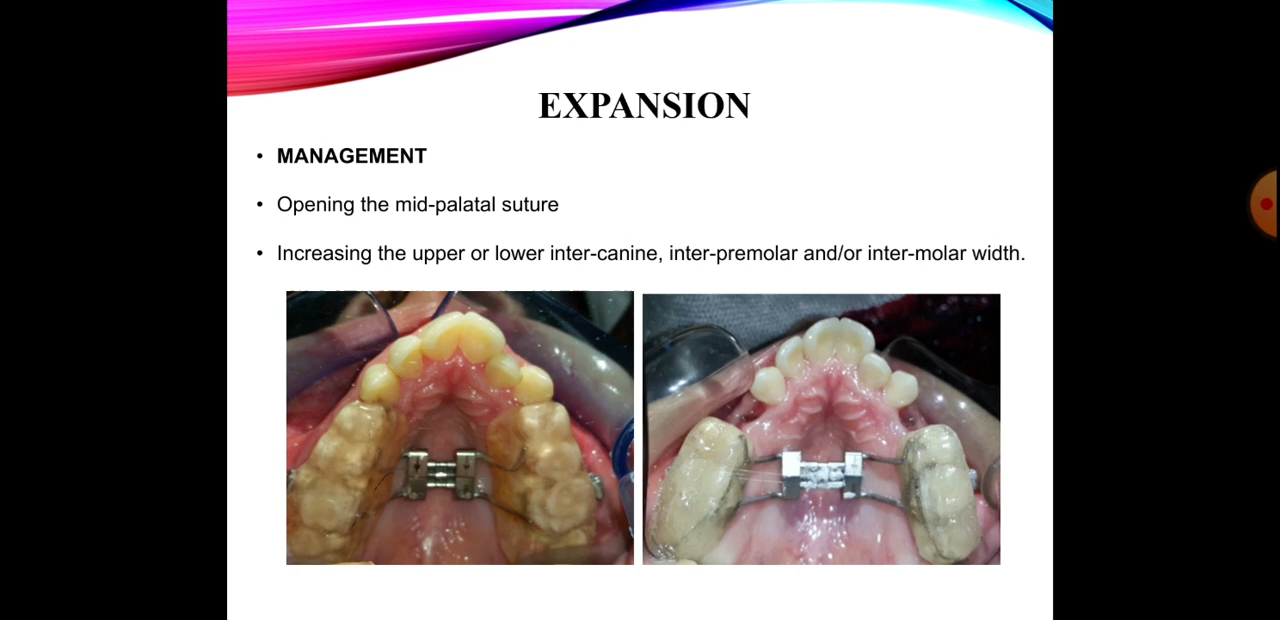 EXPANSION
• MANAGEMENT
• Opening the mid-palatal suture
• Increasing the upper or lower inter-canine, inter-premolar and/or inter-molar width.